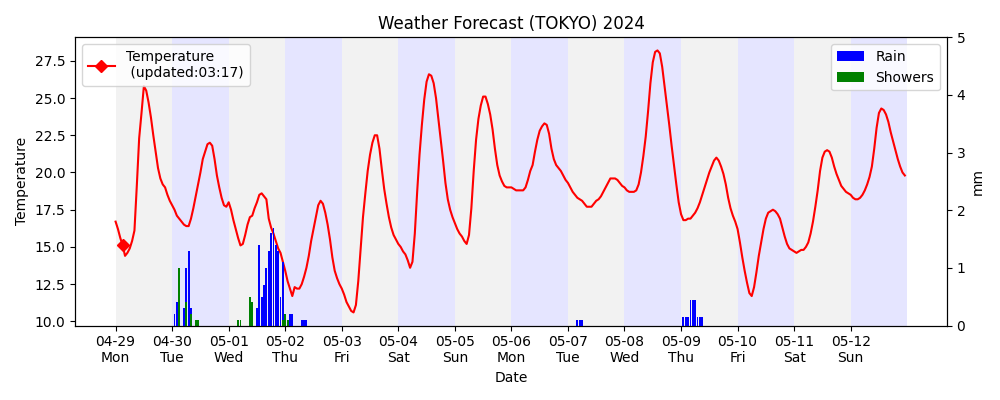 Weather Forecast (TOKYO) 2024
Temperature
(updated:03:17)
Rain
Showers
Temperature
27.5
25.0
22.5
20.0
17.5
15.0
12.5
10.0
5
4
3
2
1
0
mm
04-29 04-30 05-01 05-02 05-03 05-04 05-05 05-06 05-07 05-08 05-09 05-10 05-11 05-12
Mon Tue Wed Thu Fri Sat Sun Mon Tue Wed Thu Fri Sat Sun
Date